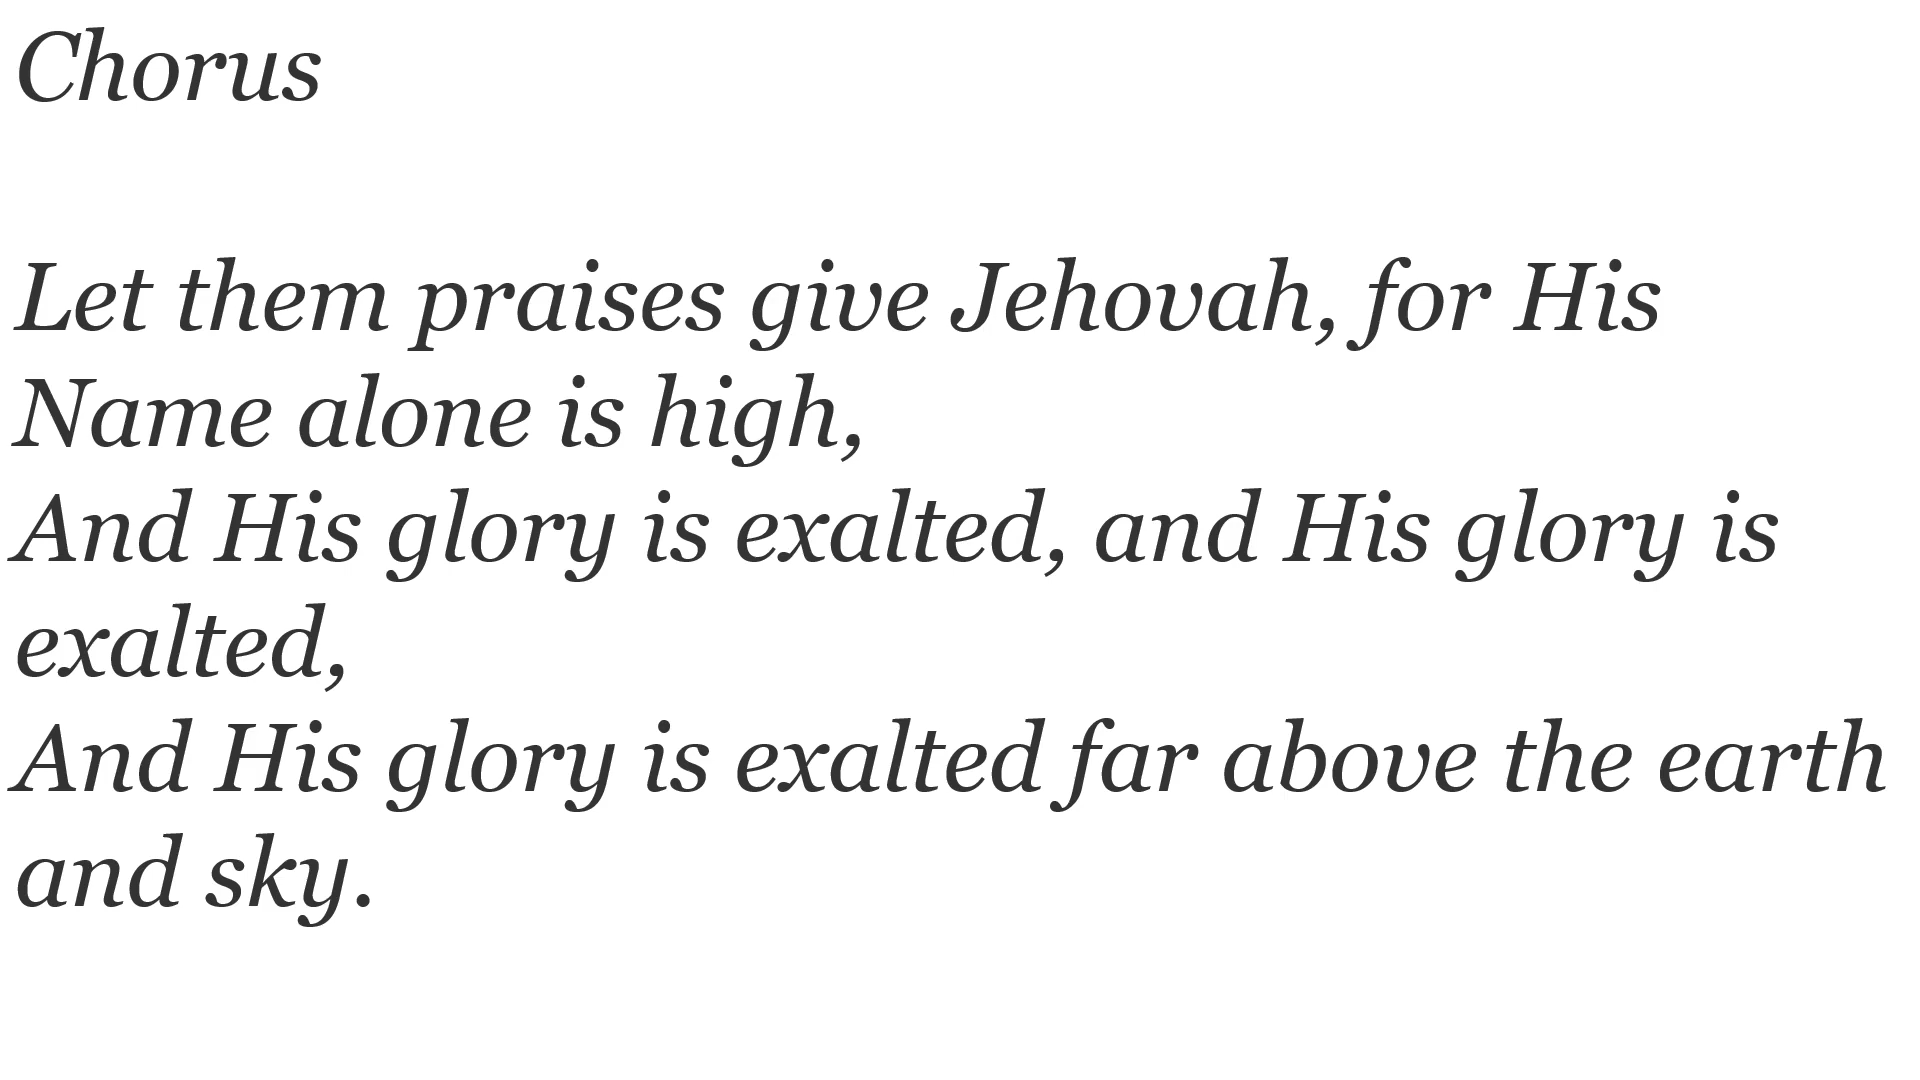 Chorus
Let them praises give Jehovah, for His
Name alone is high,
And His glory is exalted, and His glory is
exalted,
And His glory is exalted far above the earth
and sky.